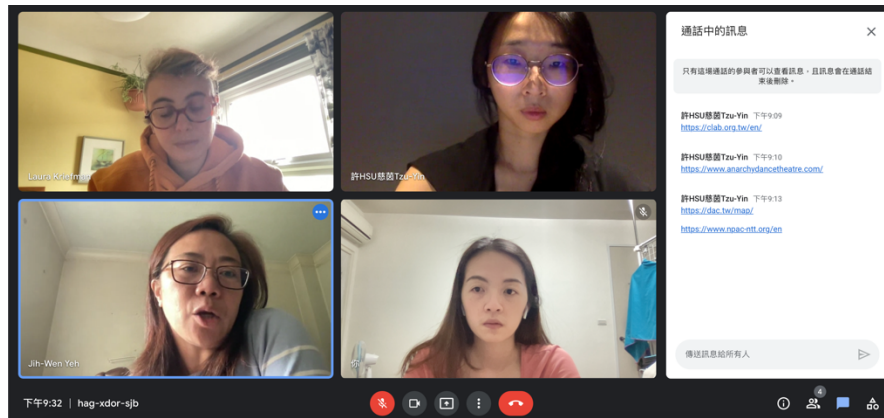 通話中的訊息
只有這場通話的參與者可以查看訊息,且訊息會在通話結
束後刪除。
許HSU慈茵Tzu-Yin 下午9:09
https://clab.org.tw/en/
許HSU慈茵Tzu-Yin 下午9:10
https://www.anarchydancetheatre.com/
許HSU慈茵Tzu-Yin 下午9:13
https://dac.tw/map/
https://www.npac-ntt.org/en
傳送訊息給所有人
許HSU慈茵Tzu-Yin
Jih-Wen Yeh
你
下午9:32 | hag-xdor-sjb
4